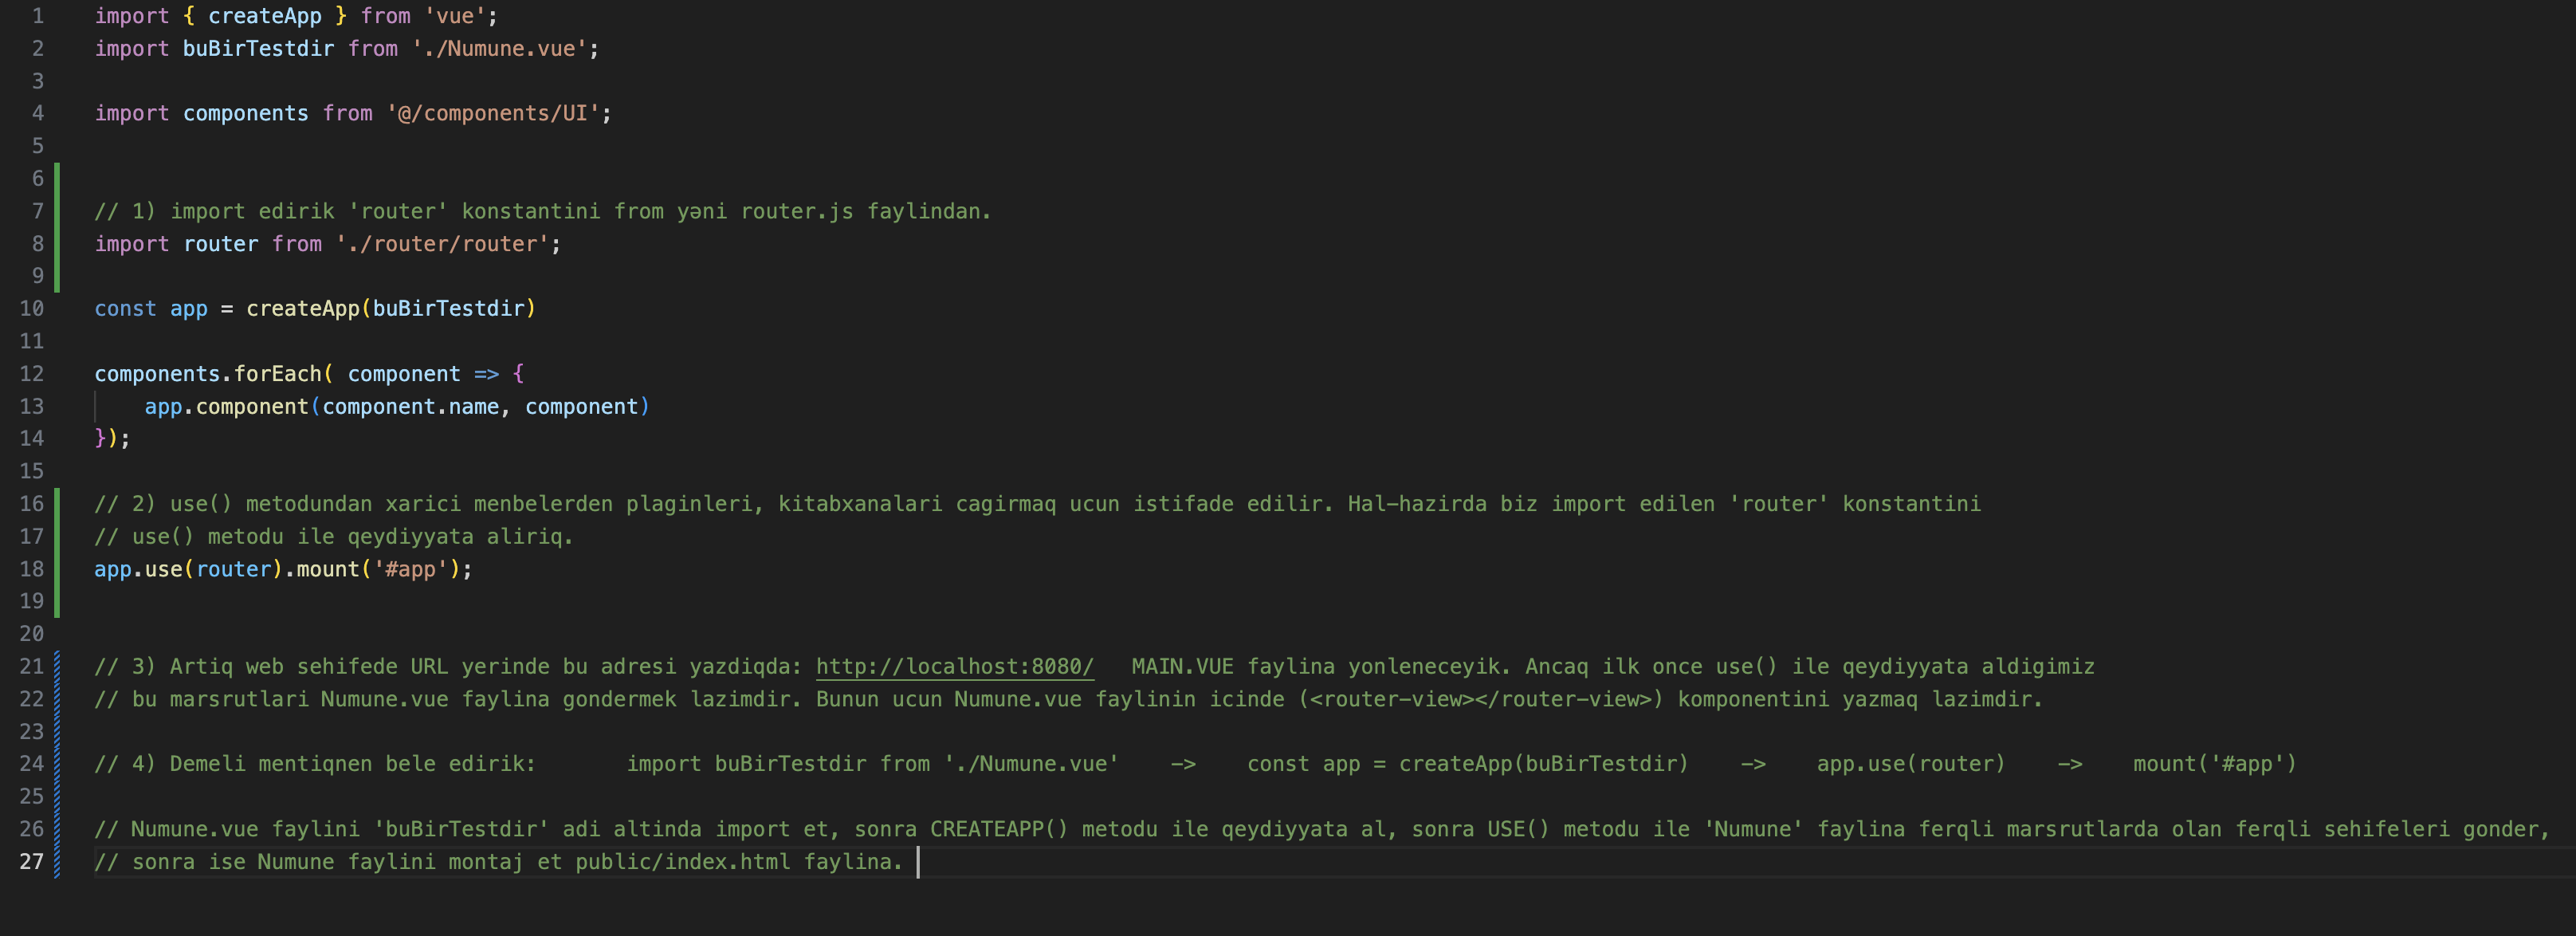 1 import { createApp } from 'vue';
2 import buBirTestdir from './Numune.vue';
3
4 import components from '@/components/UI';
5
6
7 // 1) import edirik 'router' konstantini from yəni router.js faylindan.
8 import router from './router/router';
9
10 const app = createApp(buBirTestdir)
11
12 components.forEach( component => {
13     app.component(component.name, component)
14 });
15
16 // 2) use() metodundan xarici menbelerden plaginleri, kitabxanalari cagirmaq ucun istifade edilir. Hal-hazirda biz import edilen 'router' konstantini
17 // use() metodu ile qeydiyyata aliriq.
18 app.use(router).mount('#app');
19
20
21 // 3) Artiq web sehifede URL yerinde bu adresi yazdiqda: http://localhost:8080/   MAIN.VUE faylina yonleneceyik. Ancaq ilk once use() ile qeydiyyata aldigimiz
22 // bu marsrutlari Numune.vue faylina gondermek lazimdir. Bunun ucun Numune.vue faylinin icinde (<router-view></router-view>) komponentini yazmaq lazimdir.
23
24 // 4) Demeli mentiqnen bele edirik:       import buBirTestdir from './Numune.vue'    ->    const app = createApp(buBirTestdir)    ->    app.use(router)    ->    mount('#app')
25
26 // Numune.vue faylini 'buBirTestdir' adi altinda import et, sonra CREATEAPP() metodu ile qeydiyyata al, sonra USE() metodu ile 'Numune' faylina ferqli marsrutlarda olan ferqli sehifeleri gonder,
27 // sonra ise Numune faylini montaj et public/index.html faylina.